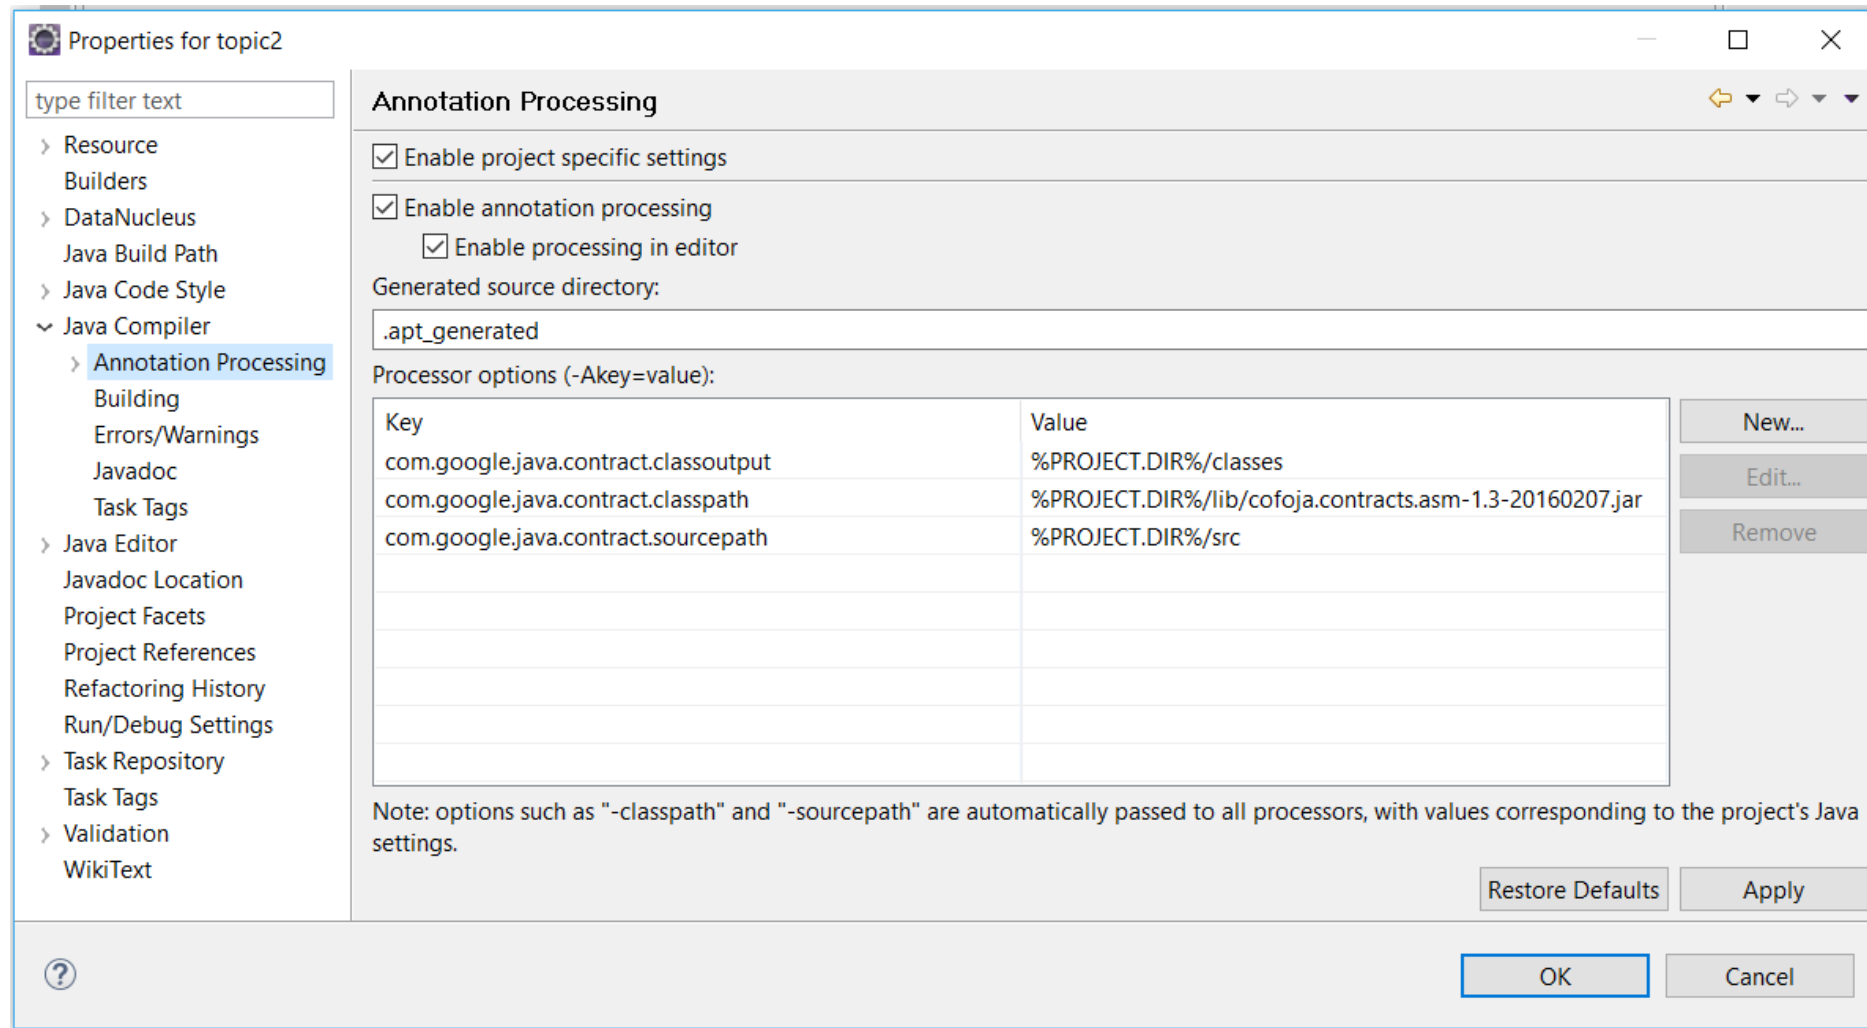 Properties for topic2
type filter text
Resource
Builders
DataNucleus
Java Build Path
Java Code Style
Java Compiler
Annotation Processing
Building
Errors/Warnings
Javadoc
Task Tags
Java Editor
Javadoc Location
Project Facets
Project References
Refactoring History
Run/Debug Settings
Task Repository
Task Tags
Validation
WikiText
Annotation Processing
Enable project specific settings
Enable annotation processing
Enable processing in editor
Generated source directory:
.apt_generated
Processor options (-Akey=value):
Key Value
com.google.java.contract.classoutput %PROJECT.DIR%/classes
com.google.java.contract.classpath %PROJECT.DIR%/lib/cofoja.contracts.asm-1.3-20160207.jar
com.google.java.contract.sourcepath %PROJECT.DIR%/src
New...
Edit...
Remove
Note: options such as "-classpath" and "-sourcepath" are automatically passed to all processors, with values corresponding to the project's Java
settings.
Restore Defaults Apply
? OK Cancel